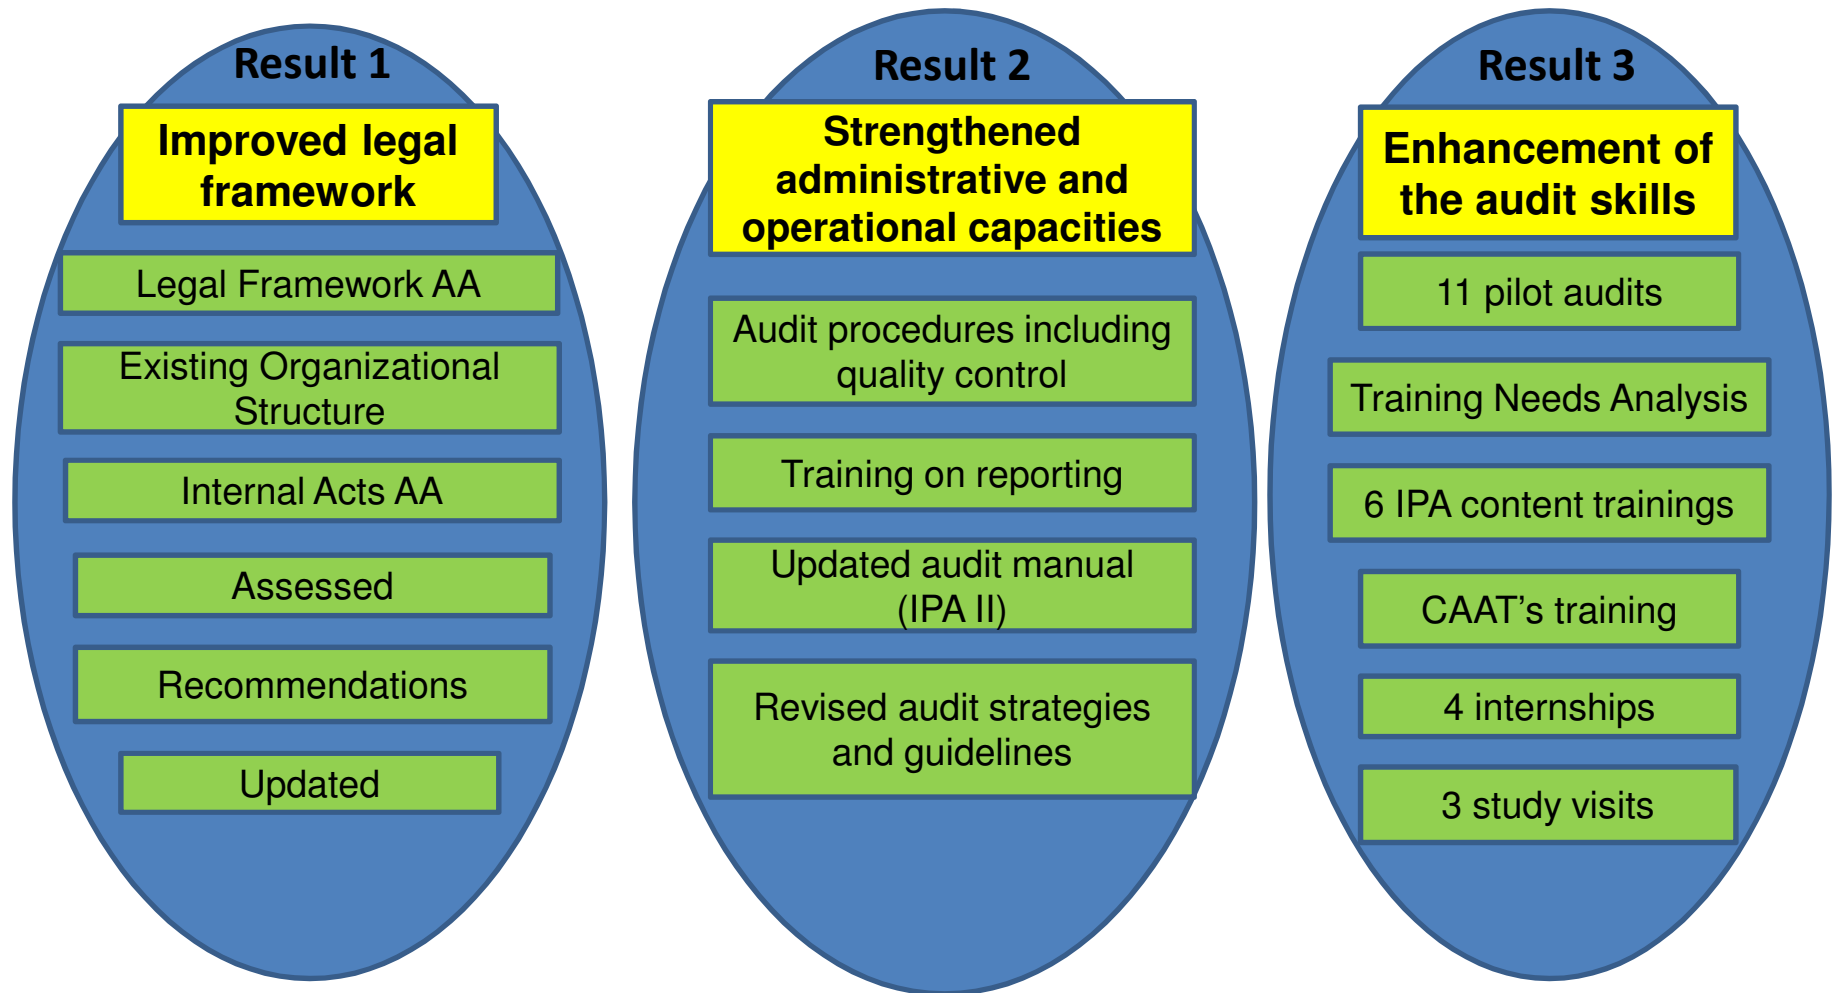 Result 1
Improved legal
framework
Legal Framework AA
Existing Organizational
Structure
Internal Acts AA
Assessed
Recommendations
Updated
Result 2
Strengthened
administrative and
operational capacities
Audit procedures including
quality control
Training on reporting
Updated audit manual
(IPA II)
Revised audit strategies
and guidelines
Result 3
Enhancement of
the audit skills
11 pilot audits
Training Needs Analysis
6 IPA content trainings
CAAT’s training
4 internships
3 study visits